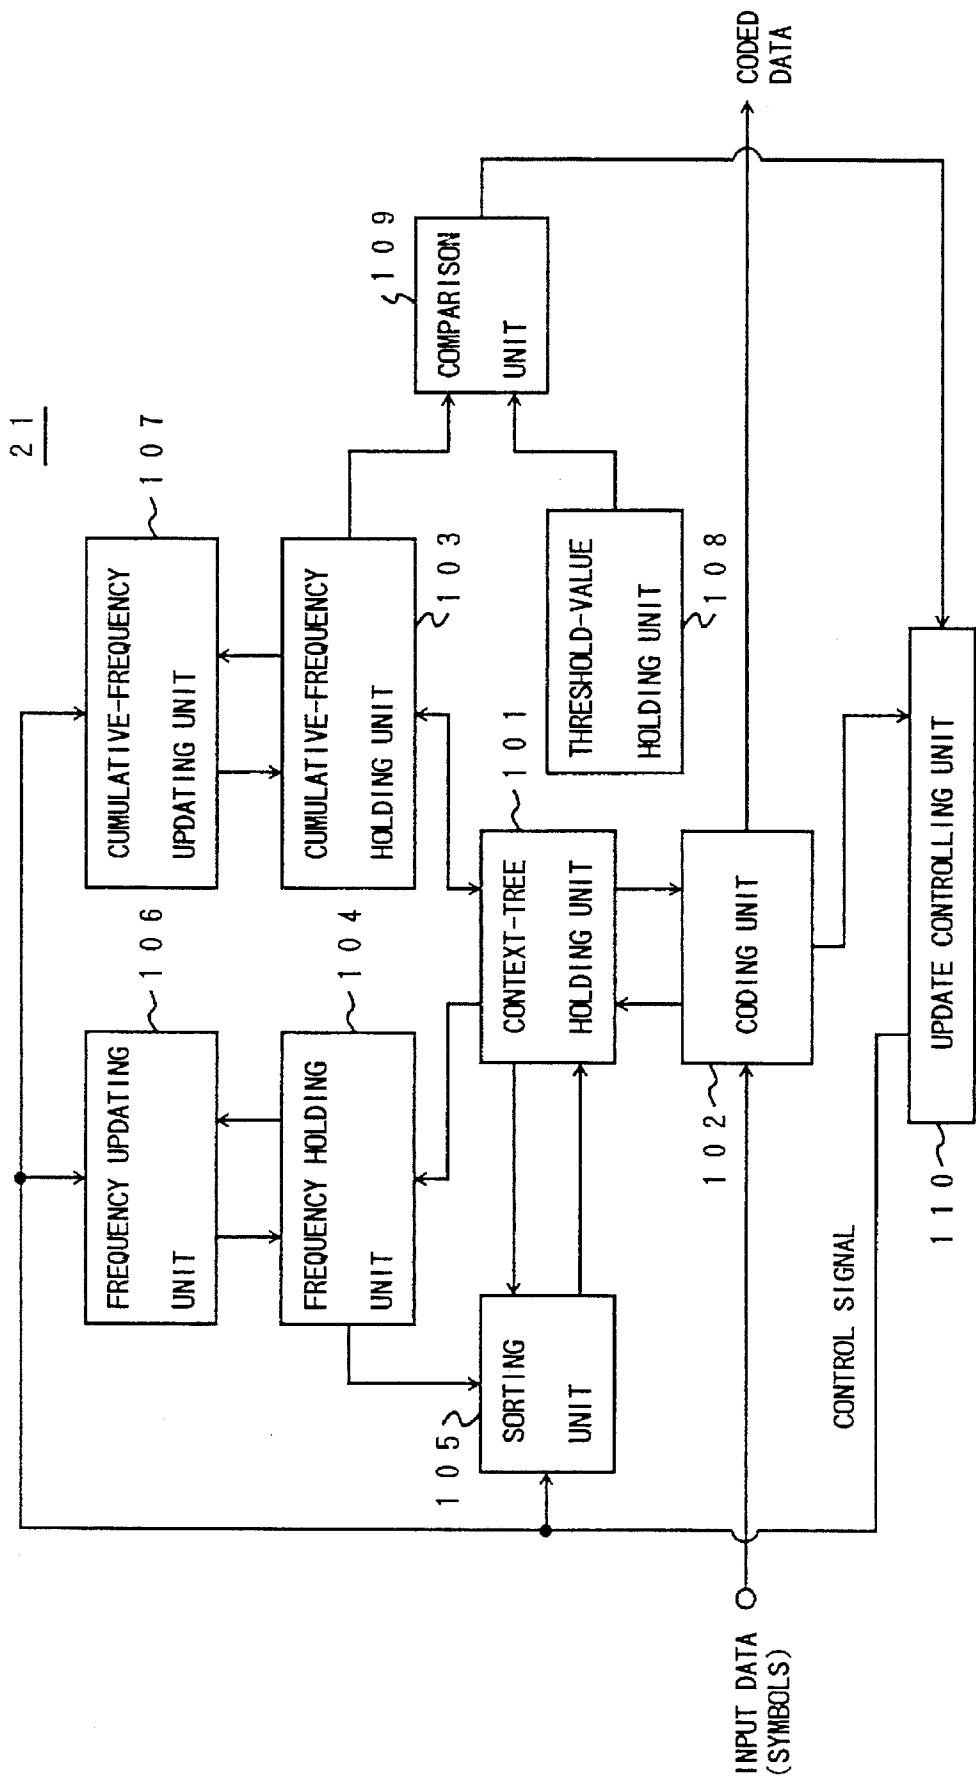 21
CUMULATIVE-FREQUENCY
UPDATING UNIT
107
FREQUENCY UPDATING
UNIT
106
CUMULATIVE-FREQUENCY
HOLDING UNIT
103
FREQUENCY HOLDING
UNIT
104
COMPARISON
UNIT
109
SORTING
UNIT
105
CONTEXT-TREE
HOLDING UNIT
101
THRESHOLD-VALUE
HOLDING UNIT
108
INPUT DATA
(SYMBOLS)
CODING UNIT
102
CODED
DATA
CONTROL SIGNAL
UPDATE CONTROLLING UNIT
110